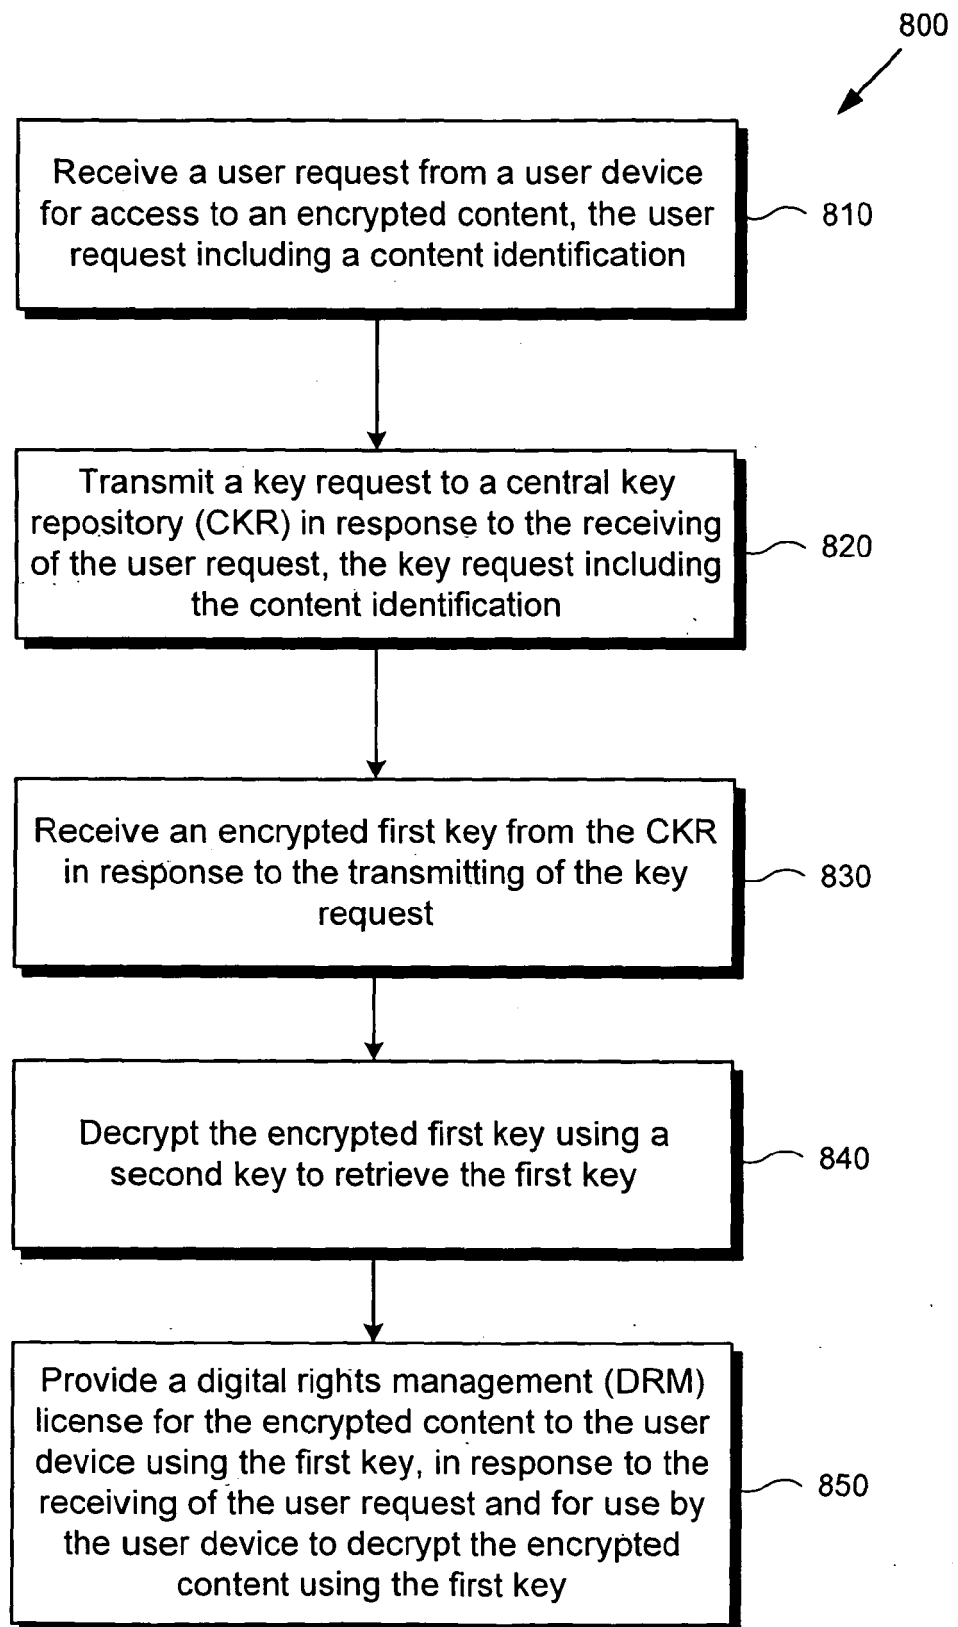 800
Receive a user request from a user device
for access to an encrypted content, the user
request including a content identification
810
Transmit a key request to a central key
repository (CKR) in response to the receiving
of the user request, the key request including
the content identification
820
Receive an encrypted first key from the CKR
in response to the transmitting of the key
request
830
Decrypt the encrypted first key using a
second key to retrieve the first key
840
Provide a digital rights management (DRM)
license for the encrypted content to the user
device using the first key, in response to the
receiving of the user request and for use by
the user device to decrypt the encrypted
content using the first key
850